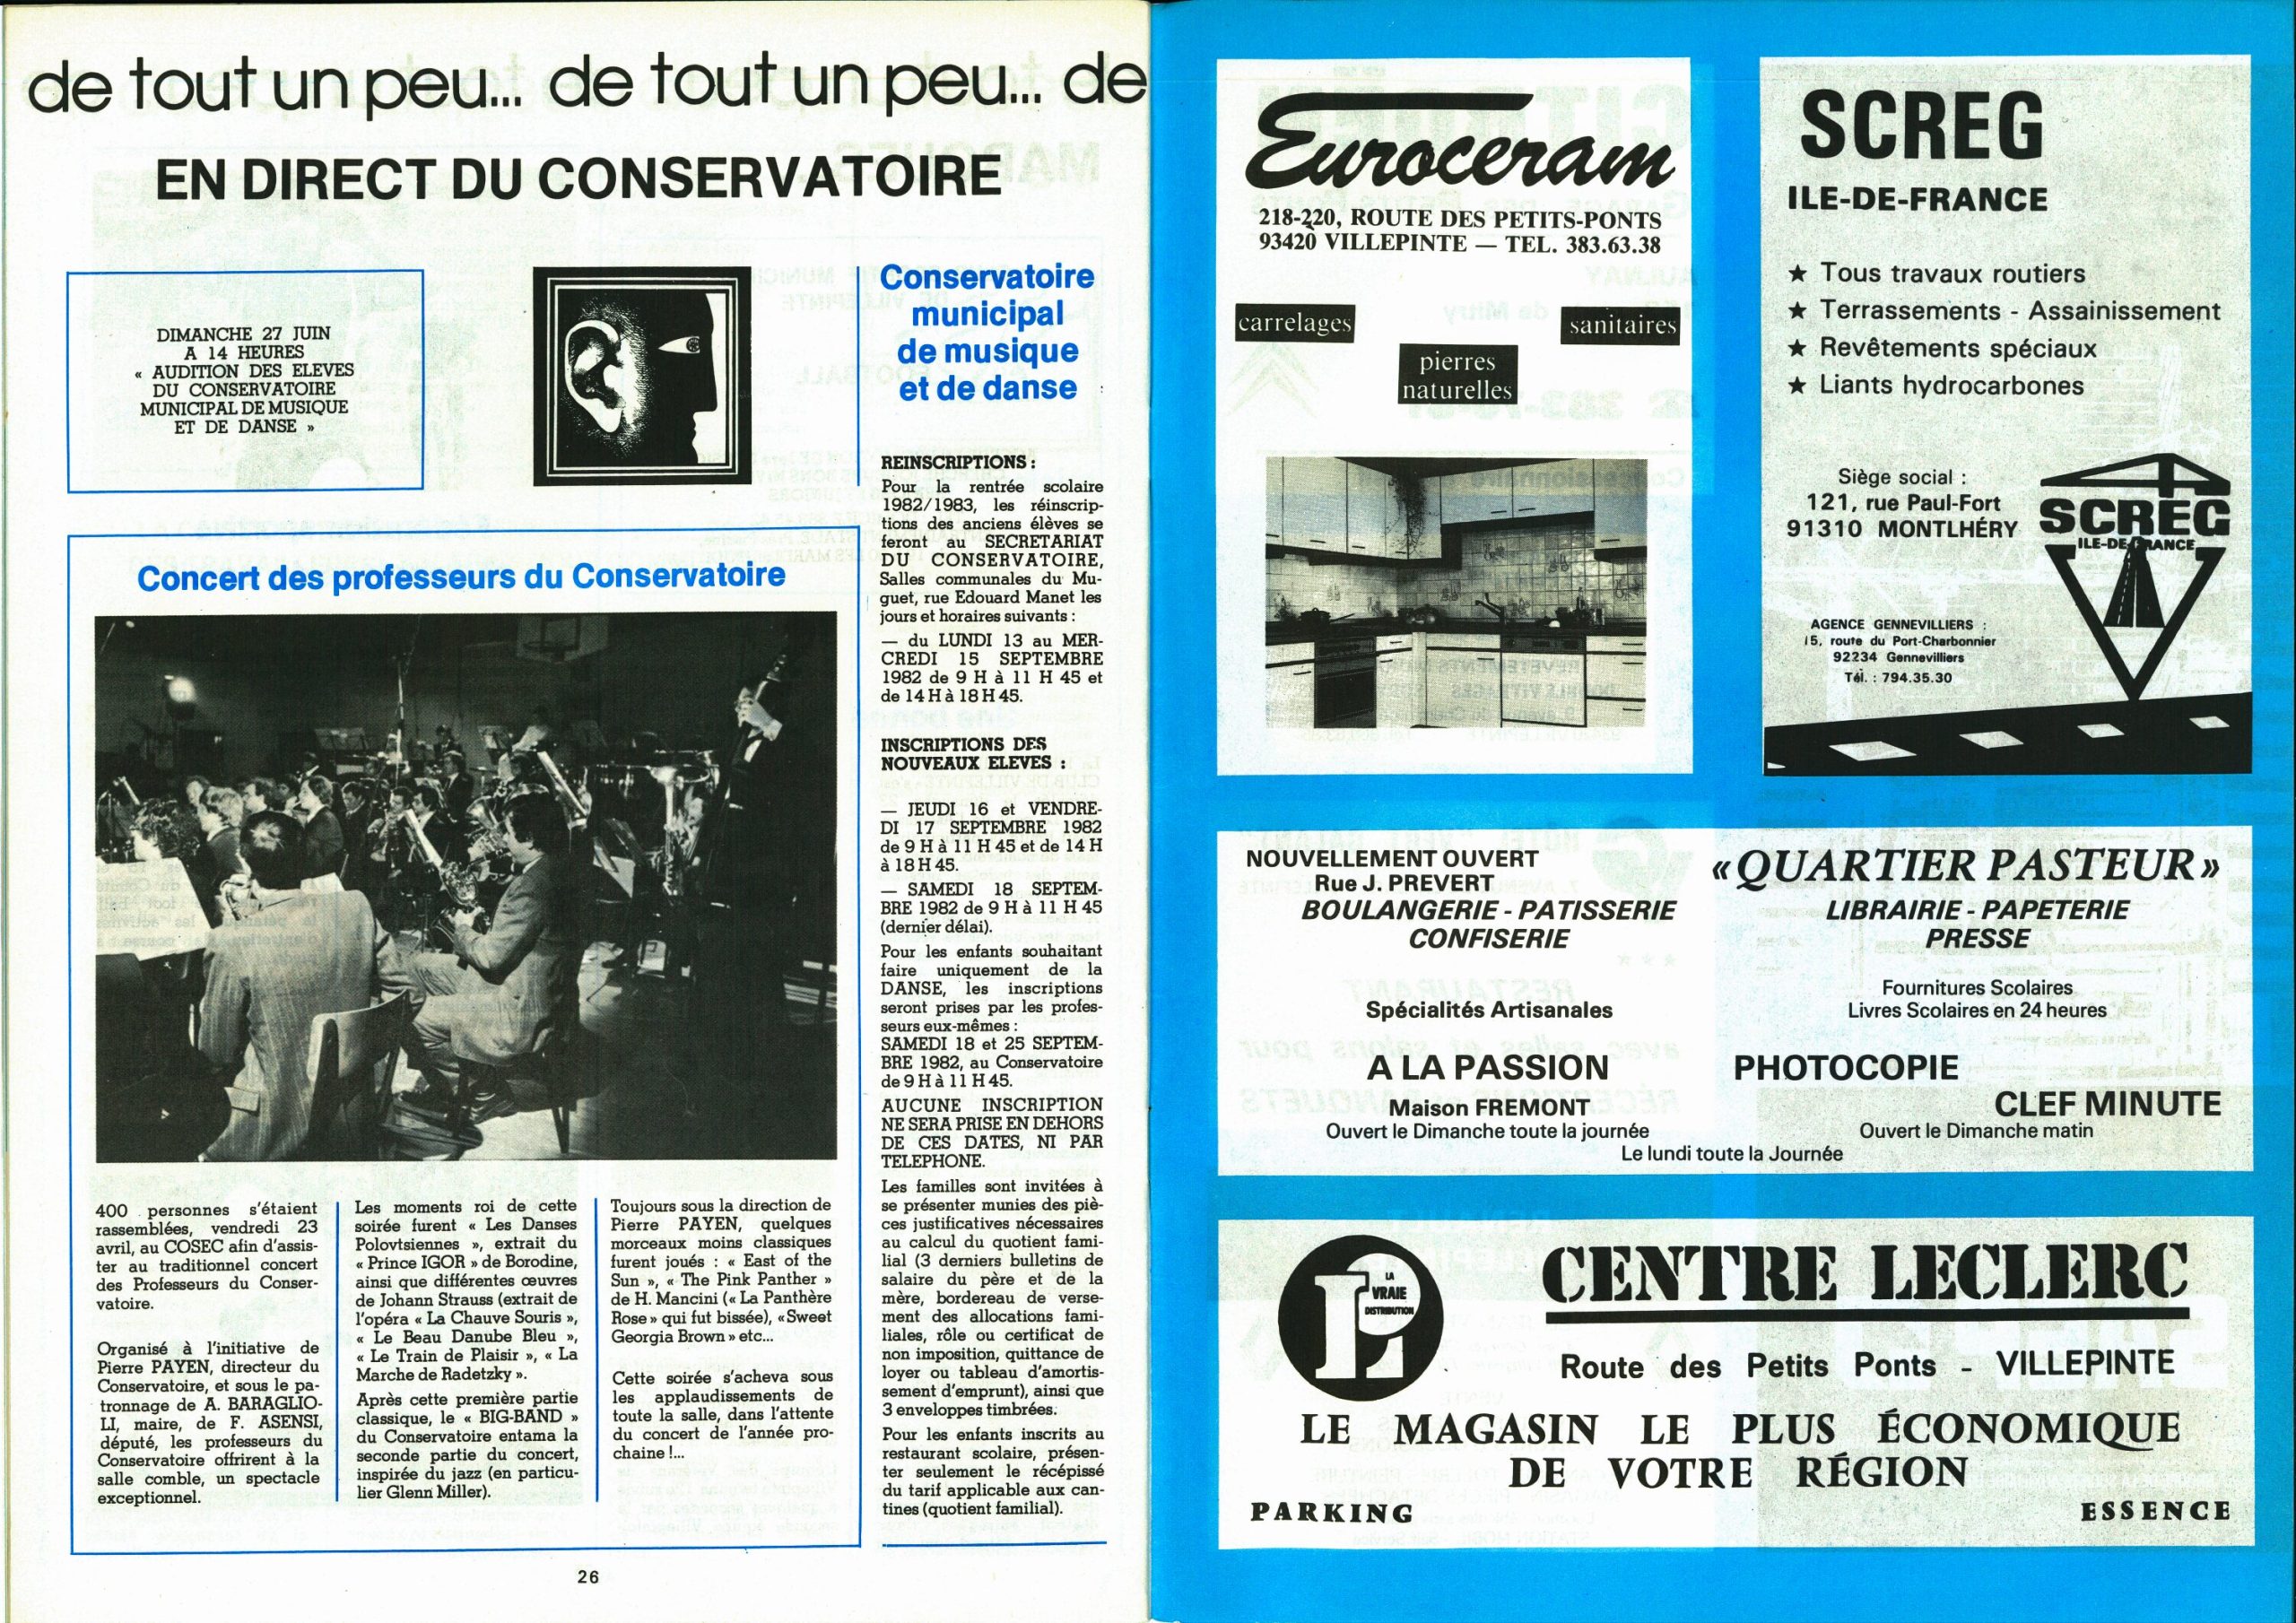 de tout un peu... de tout un peu... de
EN DIRECT DU CONSERVATOIRE
DIMANCHE 27 JUIN
A 14 HEURES
« AUDITION DES ELEVES
DU CONSERVATOIRE
MUNICIPAL DE MUSIQUE
ET DE DANSE »
Concert des professeurs du Conservatoire
400 personnes s'étaient
rassemblées, vendredi 23
avril, au COSEC afin d'assis-
ter au traditionnel concert
des Professeurs du Conser-
vatoire.
Organisé à l'initiative de
Pierre PAYEN, directeur du
Conservatoire, et sous le pa-
tronnage de A. BARAGLIO-
LI, maire, de F. ASENSI,
député, les professeurs du
Conservatoire offrirent à la
salle comble, un spectacle
exceptionnel.
Les moments roi de cette
soirée furent « Les Danses
Polovtsiennes », extrait du
« Prince IGOR » de Borodine,
ainsi que différentes œuvres
de Johann Strauss (extrait de
l'opéra « La Chauve Souris »,
« Le Beau Danube Bleu »,
« Le Train de Plaisir », « La
Marche de Radetzky ».
Après cette première partie
classique, le « BIG-BAND »
du Conservatoire entama la
seconde partie du concert,
inspirée du jazz (en particu-
lier Glenn Miller).
Toujours sous la direction de
Pierre PAYEN, quelques
morceaux moins classiques
furent joués : « East of the
Sun », « The Pink Panther »
de H. Mancini (« La Panthère
Rose » qui fut bissée), « Sweet
Georgia Brown » etc...
Cette soirée s'acheva sous
les applaudissements de
toute la salle, dans l'attente
du concert de l'année pro-
chaine !...
Conservatoire
municipal
de musique
et de danse
REINSCRIPTIONS :
Pour la rentrée scolaire
1982/1983, les réinscrip-
tions des anciens élèves se
feront au SECRETARIAT
DU CONSERVATOIRE,
Salles communales du Mu-
guet, rue Edouard Manet les
jours et horaires suivants :
— du LUNDI 13 au MER-
CREDI 15 SEPTEMBRE
1982 de 9 H à 11 H 45 et
de 14 H à 18 H 45.
INSCRIPTIONS DES
NOUVEAUX ELEVES :
— JEUDI 16 et VENDRE-
DI 17 SEPTEMBRE 1982
de 9 H à 11 H 45 et de 14 H
à 18 H 45.
— SAMEDI 18 SEPTEM-
BRE 1982 de 9 H à 11 H 45
(dernier délai).
Pour les enfants souhaitant
faire uniquement de la
DANSE, les inscriptions
seront prises par les profes-
seurs eux-mêmes :
SAMEDI 18 et 25 SEPTEM-
BRE 1982, au Conservatoire
de 9 H à 11 H 45.
AUCUNE INSCRIPTION
NE SERA PRISE EN DEHORS
DE CES DATES, NI PAR
TELEPHONE.
Les familles sont invitées à
se présenter munies des piè-
ces justificatives nécessaires
au calcul du quotient fami-
lial (3 derniers bulletins de
salaire du père et de la
mère, bordereau de verse-
ment des allocations fami-
liales, rôle ou certificat de
non imposition, quittance de
loyer ou tableau d'amortis-
sement d'emprunt), ainsi que
3 enveloppes timbrées.
Pour les enfants inscrits au
restaurant scolaire, présen-
ter seulement le récépissé
du tarif applicable aux can-
tines (quotient familial).
26
Euroceram
218-220, ROUTE DES PETITS-PONTS
93420 VILLEPINTE — TEL. 383.63.38
carrelages
sanitaires
pierres
naturelles
SCREG
ILE-DE-FRANCE
★ Tous travaux routiers
★ Terrassements - Assainissement
★ Revêtements spéciaux
★ Liants hydrocarbones
Siège social :
121, rue Paul-Fort
91310 MONTLHÉRY
SCREG
ILE-DE-FRANCE
AGENCE GENNEVILLIERS :
15, route du Port-Charbonnier
92234 Gennevilliers
Tél. : 794.35.30
NOUVELLEMENT OUVERT
Rue J. PREVERT
BOULANGERIE - PATISSERIE
CONFISERIE
Spécialités Artisanales
A LA PASSION
Maison FREMONT
Ouvert le Dimanche toute la journée
« QUARTIER PASTEUR »
LIBRAIRIE - PAPETERIE
PRESSE
Fournitures Scolaires
Livres Scolaires en 24 heures
PHOTOCOPIE
CLEF MINUTE
Ouvert le Dimanche matin
Le lundi toute la Journée
LA
VRAIE
DISTRIBUTION
CENTRE LECLERC
Route des Petits Ponts - VILLEPINTE
LE MAGASIN LE PLUS ÉCONOMIQUE
DE VOTRE RÉGION
PARKING
ESSENCE